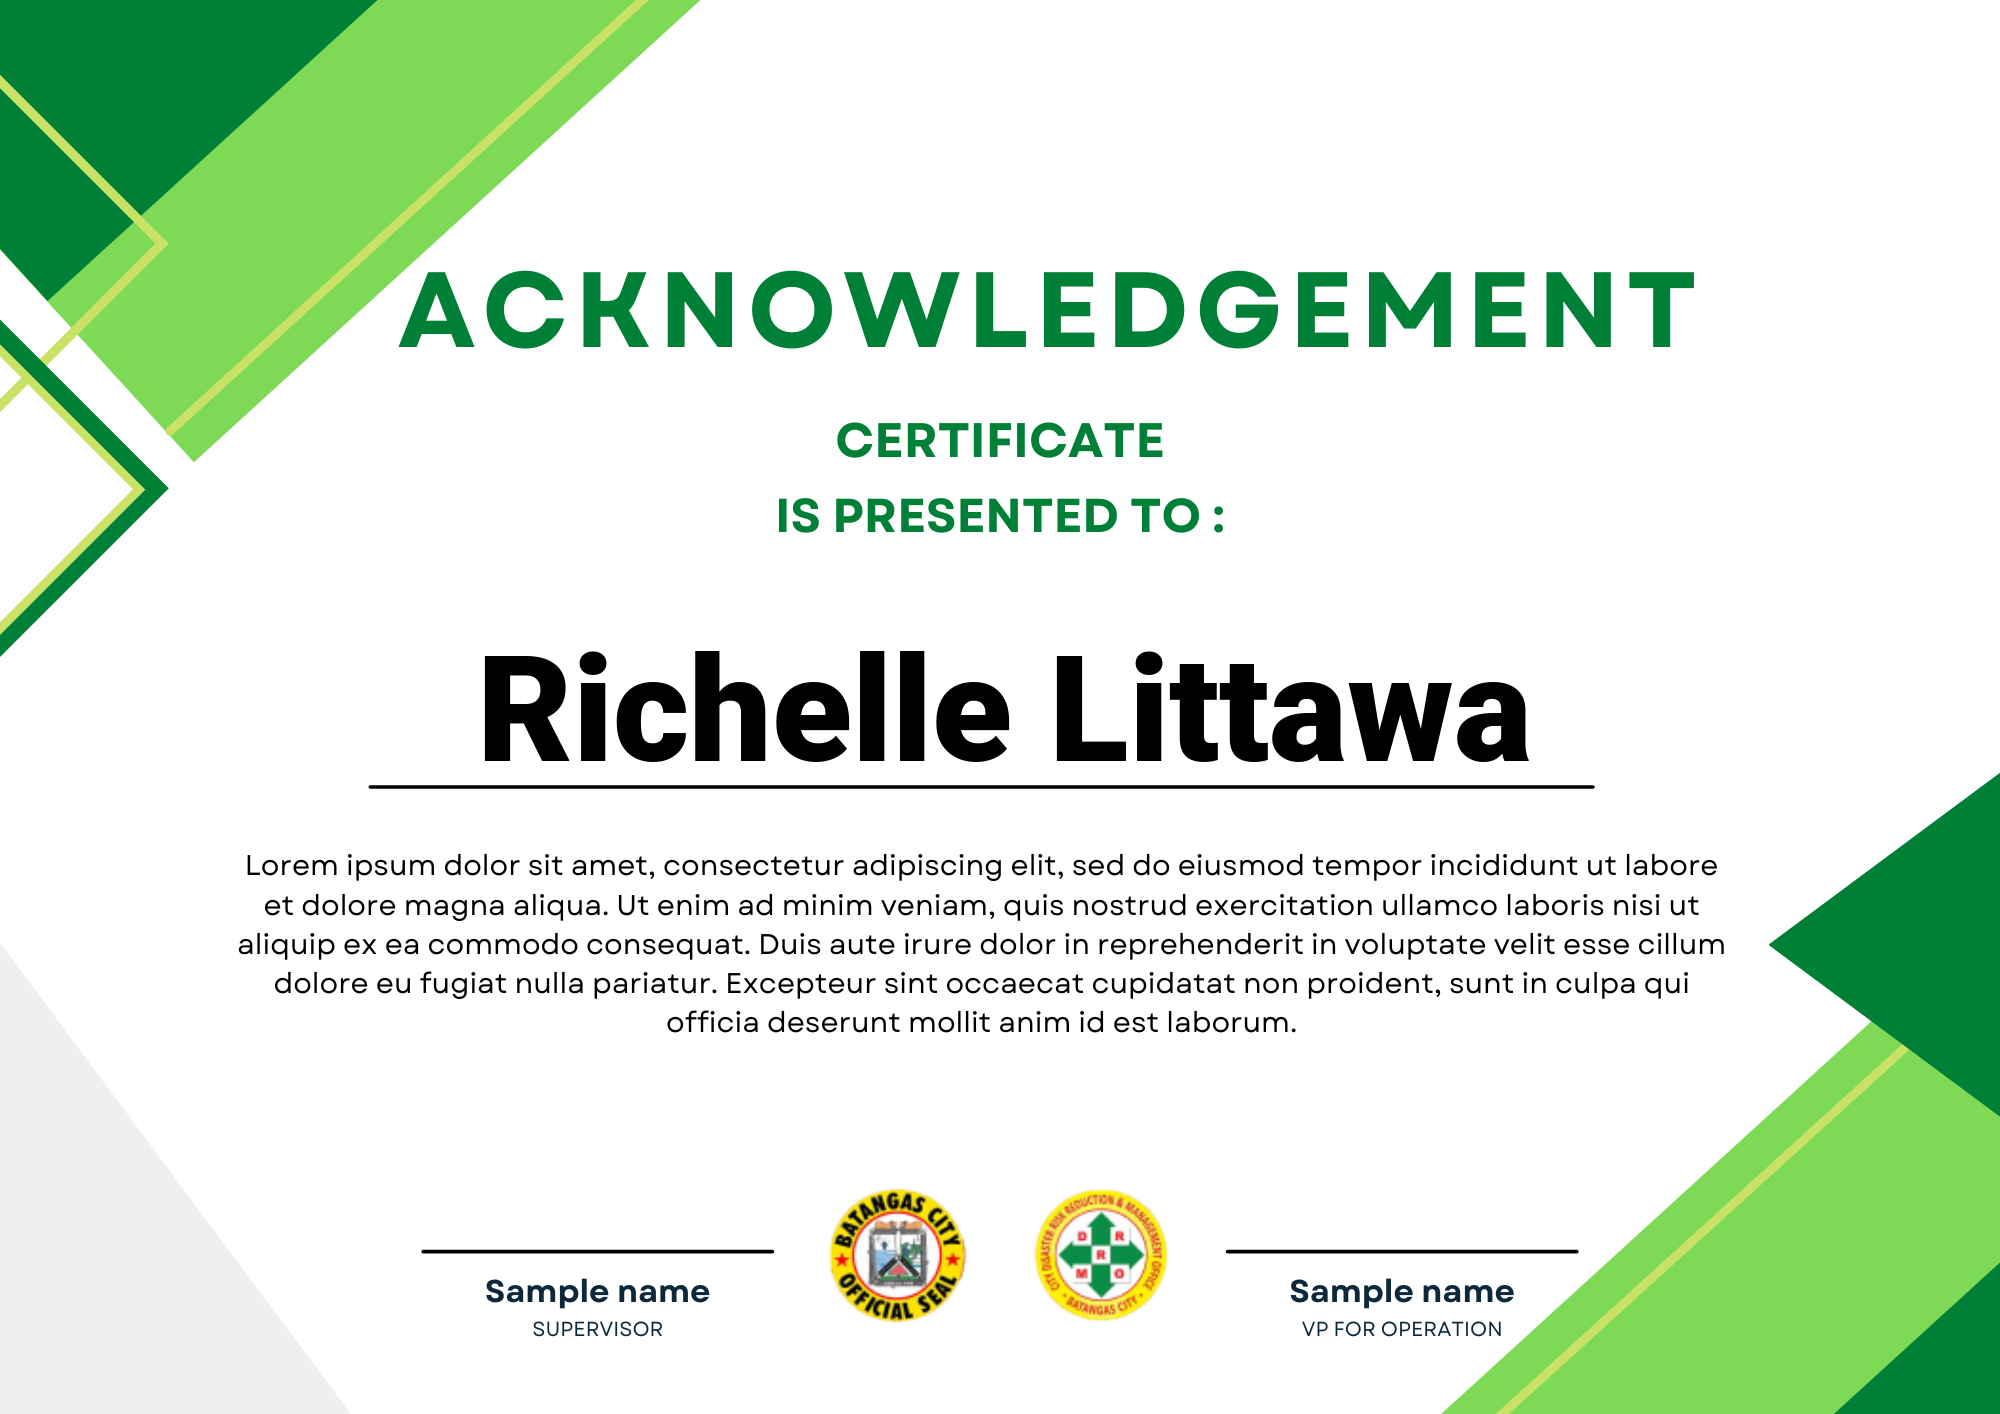 ACKNOWLEDGEMENT
CERTIFICATE
IS PRESENTED TO :
Richelle Littawa
Lorem ipsum dolor sit amet, consectetur adipiscing elit, sed do eiusmod tempor incididunt ut labore
et dolore magna aliqua. Ut enim ad minim veniam, quis nostrud exercitation ullamco laboris nisi ut
aliquip ex ea commodo consequat. Duis aute irure dolor in reprehenderit in voluptate velit esse cillum
dolore eu fugiat nulla pariatur. Excepteur sint occaecat cupidatat non proident, sunt in culpa qui
officia deserunt mollit anim id est laborum.
Sample name
SUPERVISOR
BATANGAS CITY
OFFICIAL SEAL
CITY DISASTER RISK REDUCTION & MANAGEMENT OFFICE
D R
R
M O
BATANGAS CITY
Sample name
VP FOR OPERATION